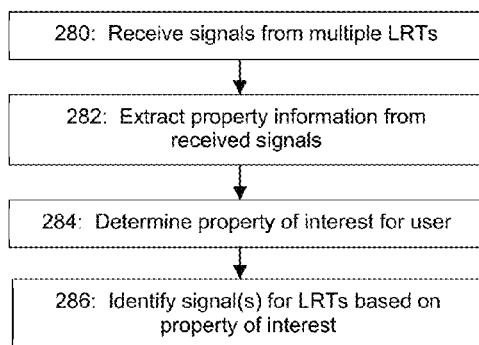 280: Receive signals from multiple LRTs
282: Extract property information from
received signals
284: Determine property of interest for user
286: Identify signal(s) for LRTs based on
property of interest